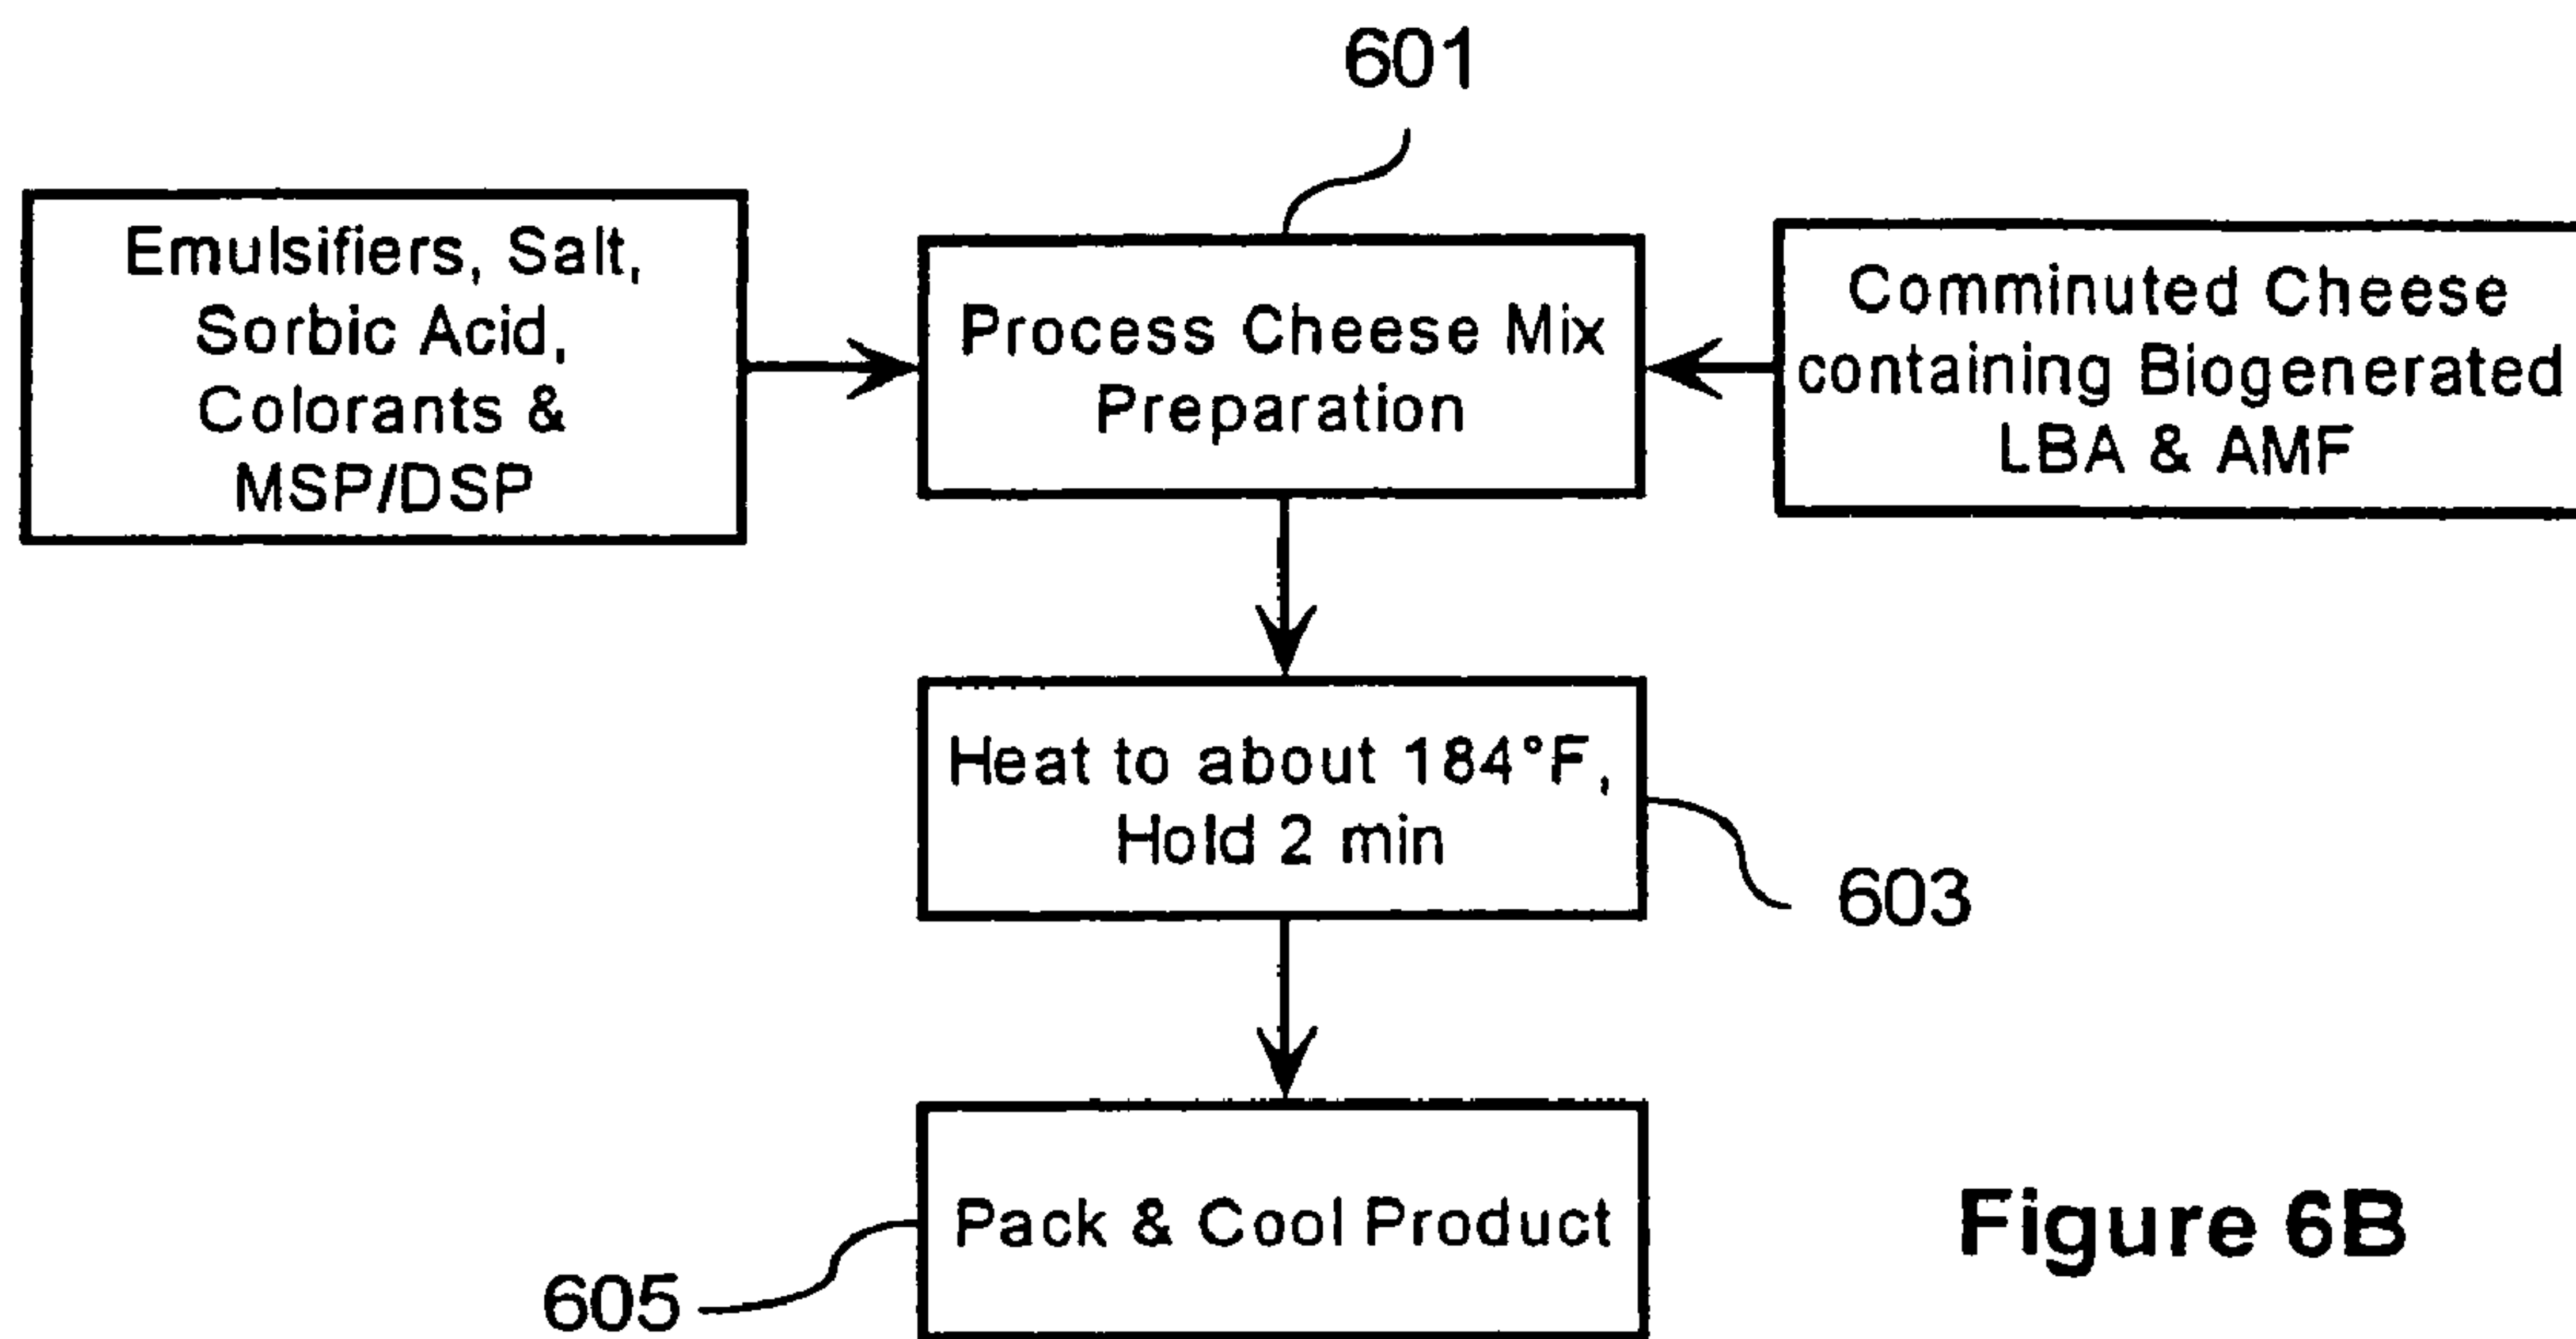 601
Emulsifiers, Salt,
Sorbic Acid,
Colorants &
MSP/DSP
Process Cheese Mix
Preparation
Comminuted Cheese
containing Biogenerated
LBA & AMF
Heat to about 184°F,
Hold 2 min
603
Pack & Cool Product
605
Figure 6B